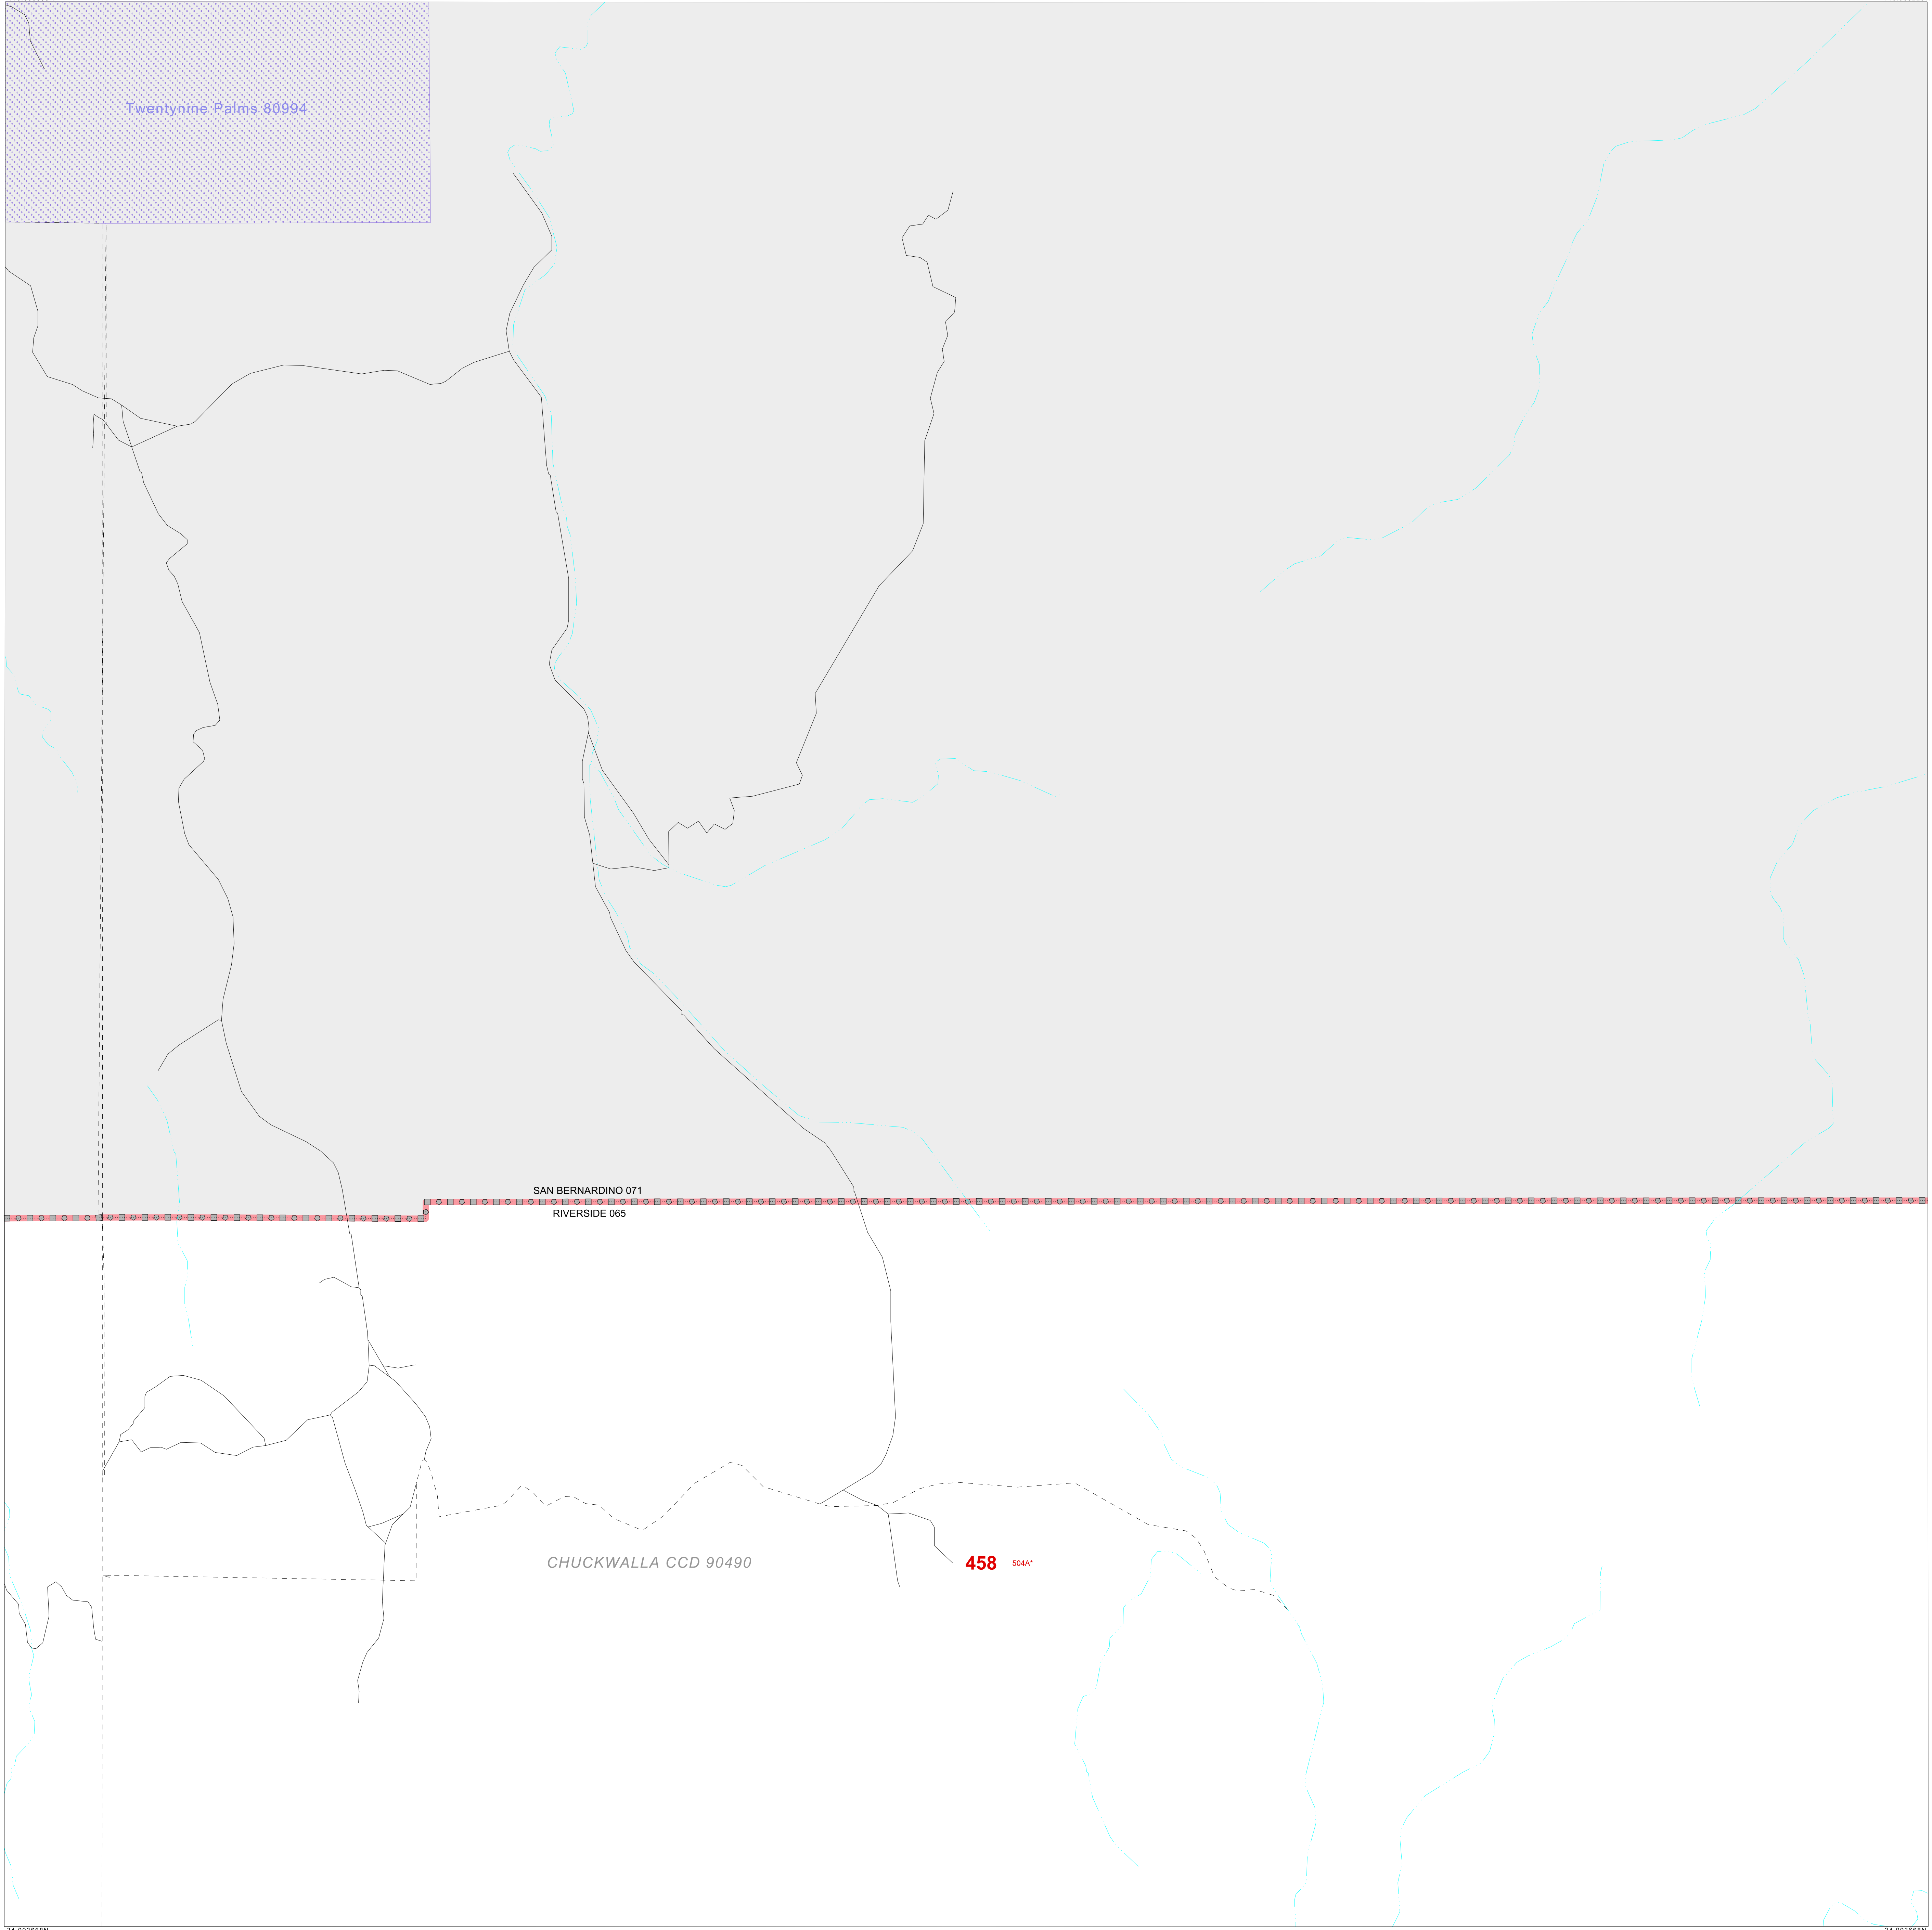 Twentynine Palms 80994
SAN BERNARDINO 071
RIVERSIDE 065
CHUCKWALLA CCD 90490
458 504A*